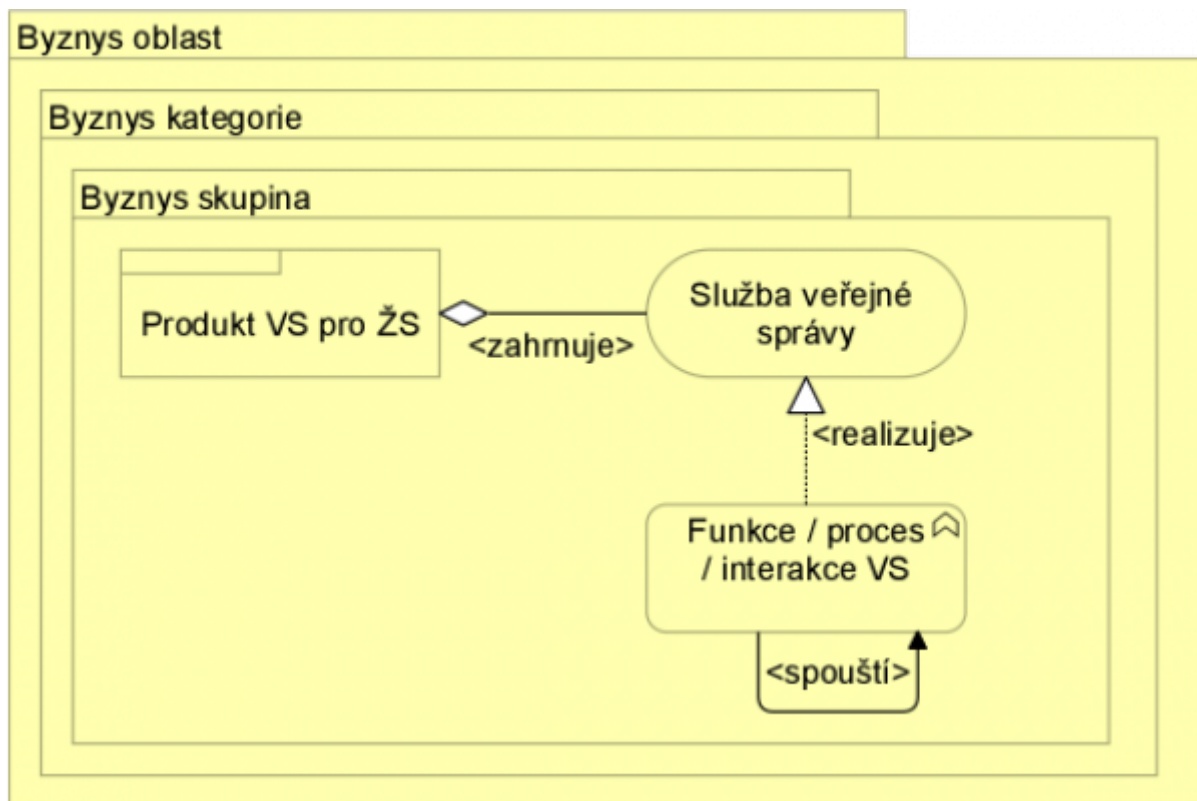 Byznys oblast
Byznys kategorie
Byznys skupina
Produkt VS pro ŽS
<zahrnuje>
Služba veřejné
správy
<realizuje>
Funkce / proces
/ interakce VS
<spouští>